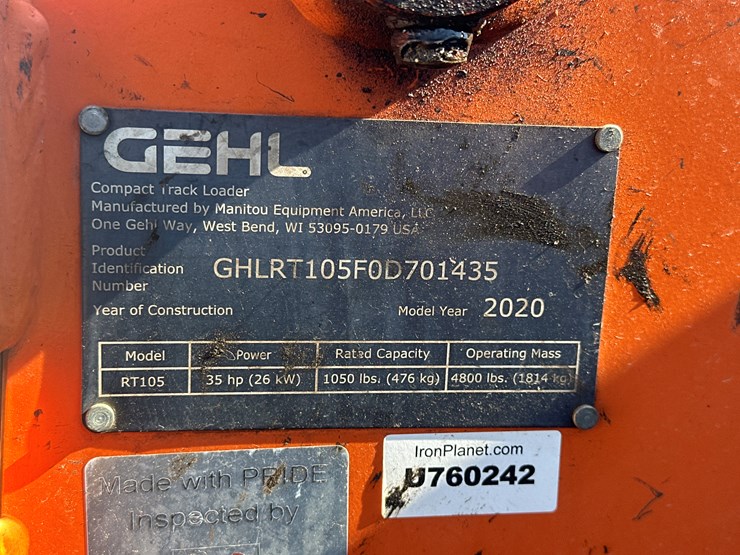 GEHL
Compact Track Loader
Manufactured by Manitou Equipment America, LLC
One Gehl Way, West Bend, WI 53095-0179 USA
Product
Identification
Number
GHLRT105F0D701435
Year of Construction
Model Year 2020
Model Power Rated Capacity Operating Mass
RT105 35 hp (26 kW) 1050 lbs. (476 kg) 4800 lbs. (1814 kg)
IronPlanet.com
U760242
Made with PRIDE
Inspected by